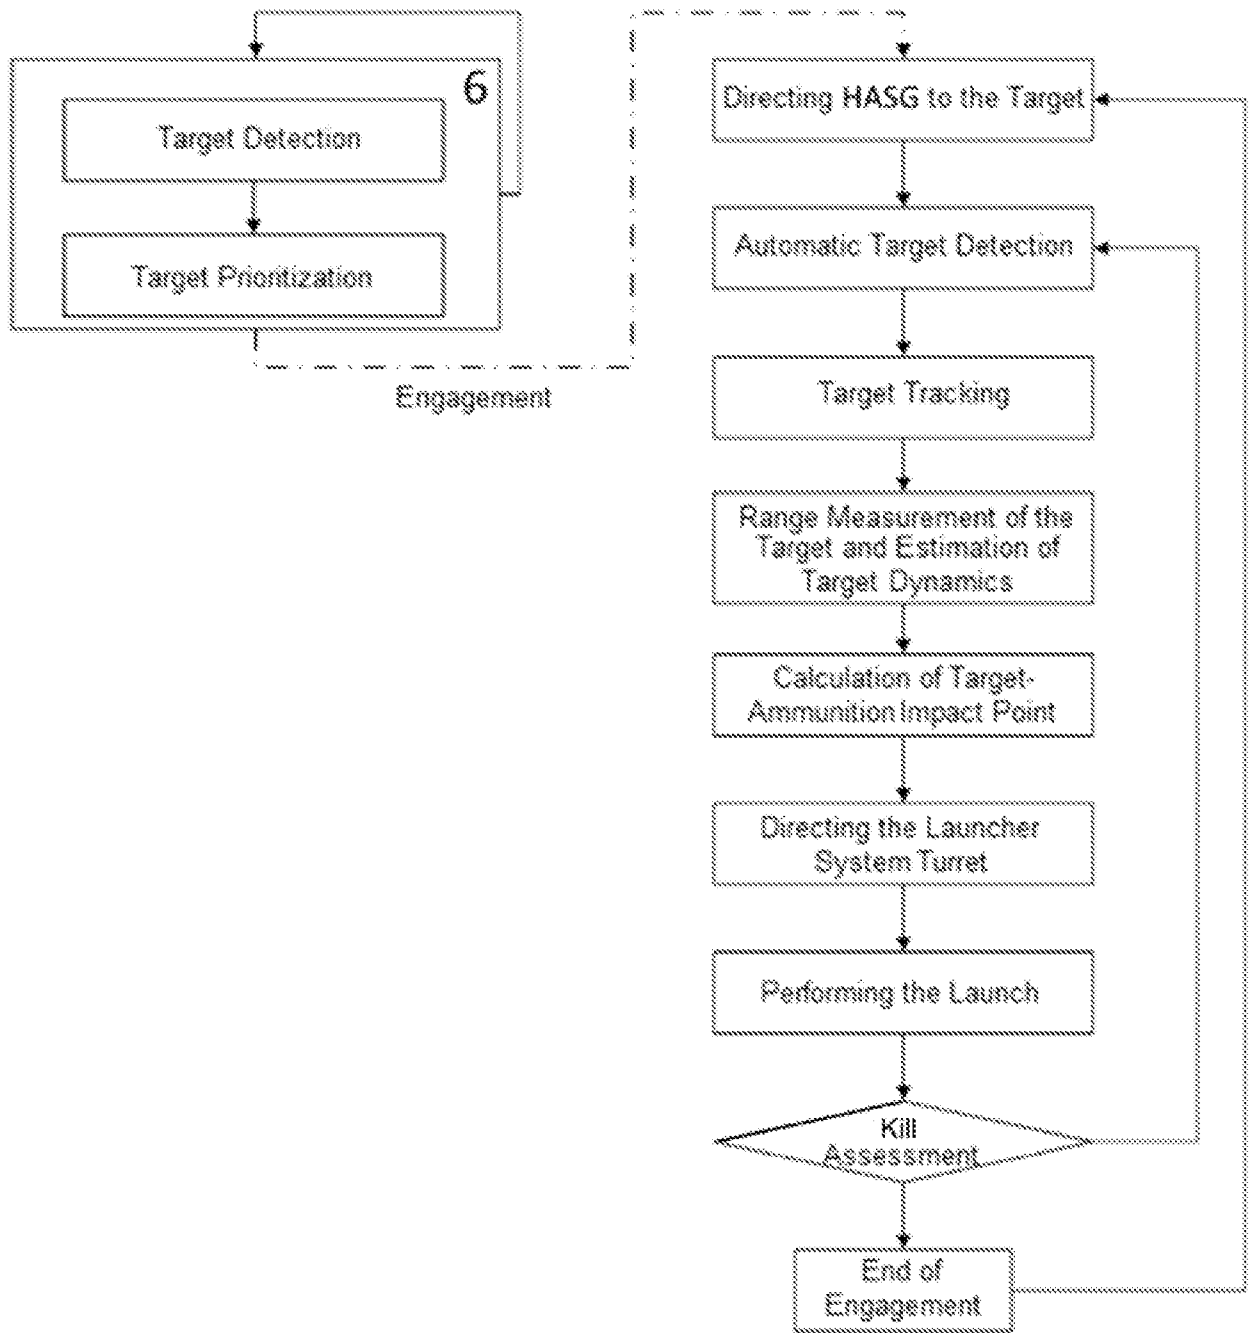 6
Target Detection
Target Prioritization
Engagement
Directing HASG to the Target
Automatic Target Detection
Target Tracking
Range Measurement of the
Target and Estimation of
Target Dynamics
Calculation of Target-
Ammunition Impact Point
Directing the Launcher
System Turret
Performing the Launch
Kill
Assessment
End of
Engagement